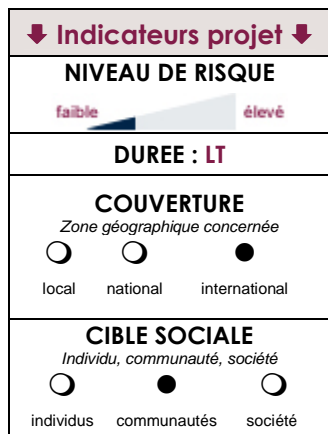 🡇 Indicateurs projet 🡇
NIVEAU DE RISQUE
faible élevé
DUREE : LT
COUVERTURE
Zone géographique concernée
local national international
CIBLE SOCIALE
Individu, communauté, société
individus communautés société